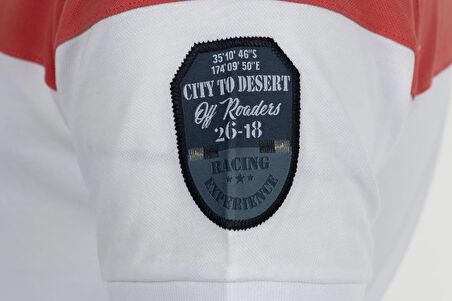 35'10' 46"S
174'09' 50"E
CITY TO DESERT
Off Roaders
26-18
RACING
EXPERIENCE